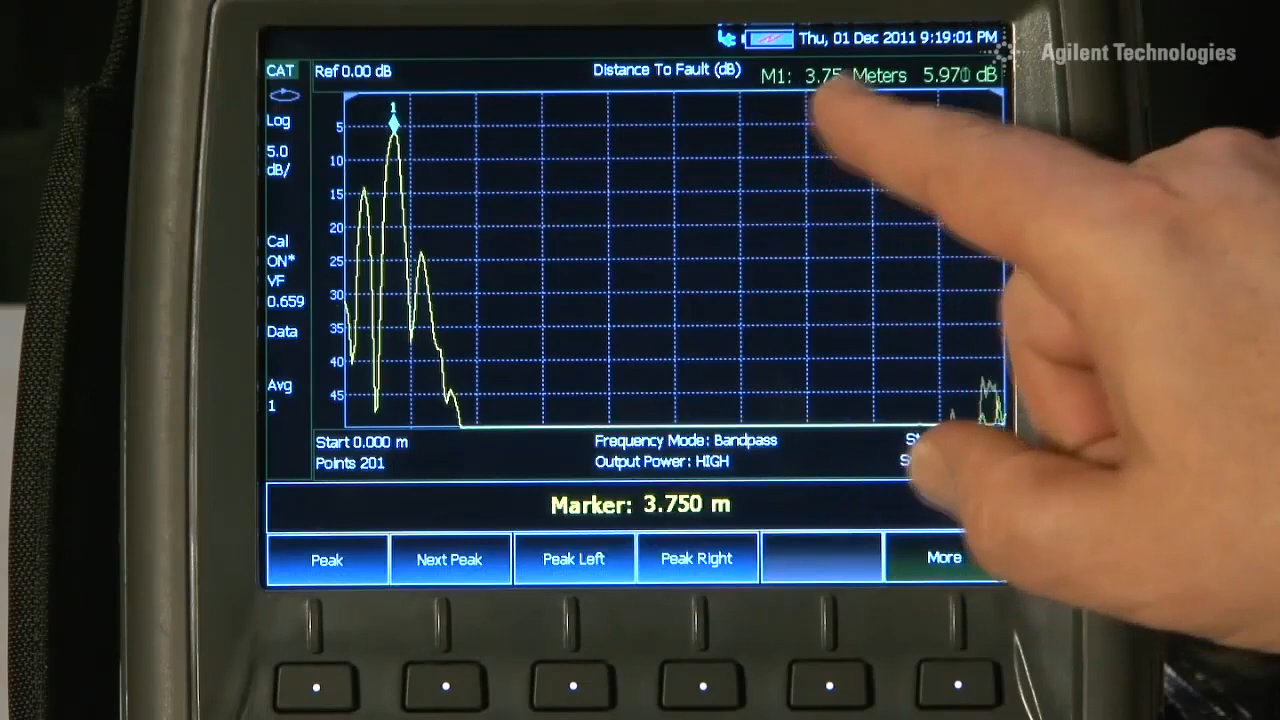 Thu, 01 Dec 2011 9:19:01 PM
Agilent Technologies
CAT
Ref 0.00 dB
Distance To Fault (dB)
M1: 3.75 Meters 5.970 dB
1
Log
5.0
dB/
5
10
15
20
25
30
35
40
45
Cal
ON*
VF
0.659
Data
Avg
1
Start 0.000 m
Frequency Mode: Bandpass
Points 201
Output Power: HIGH
Marker: 3.750 m
Peak
Next Peak
Peak Left
Peak Right
More